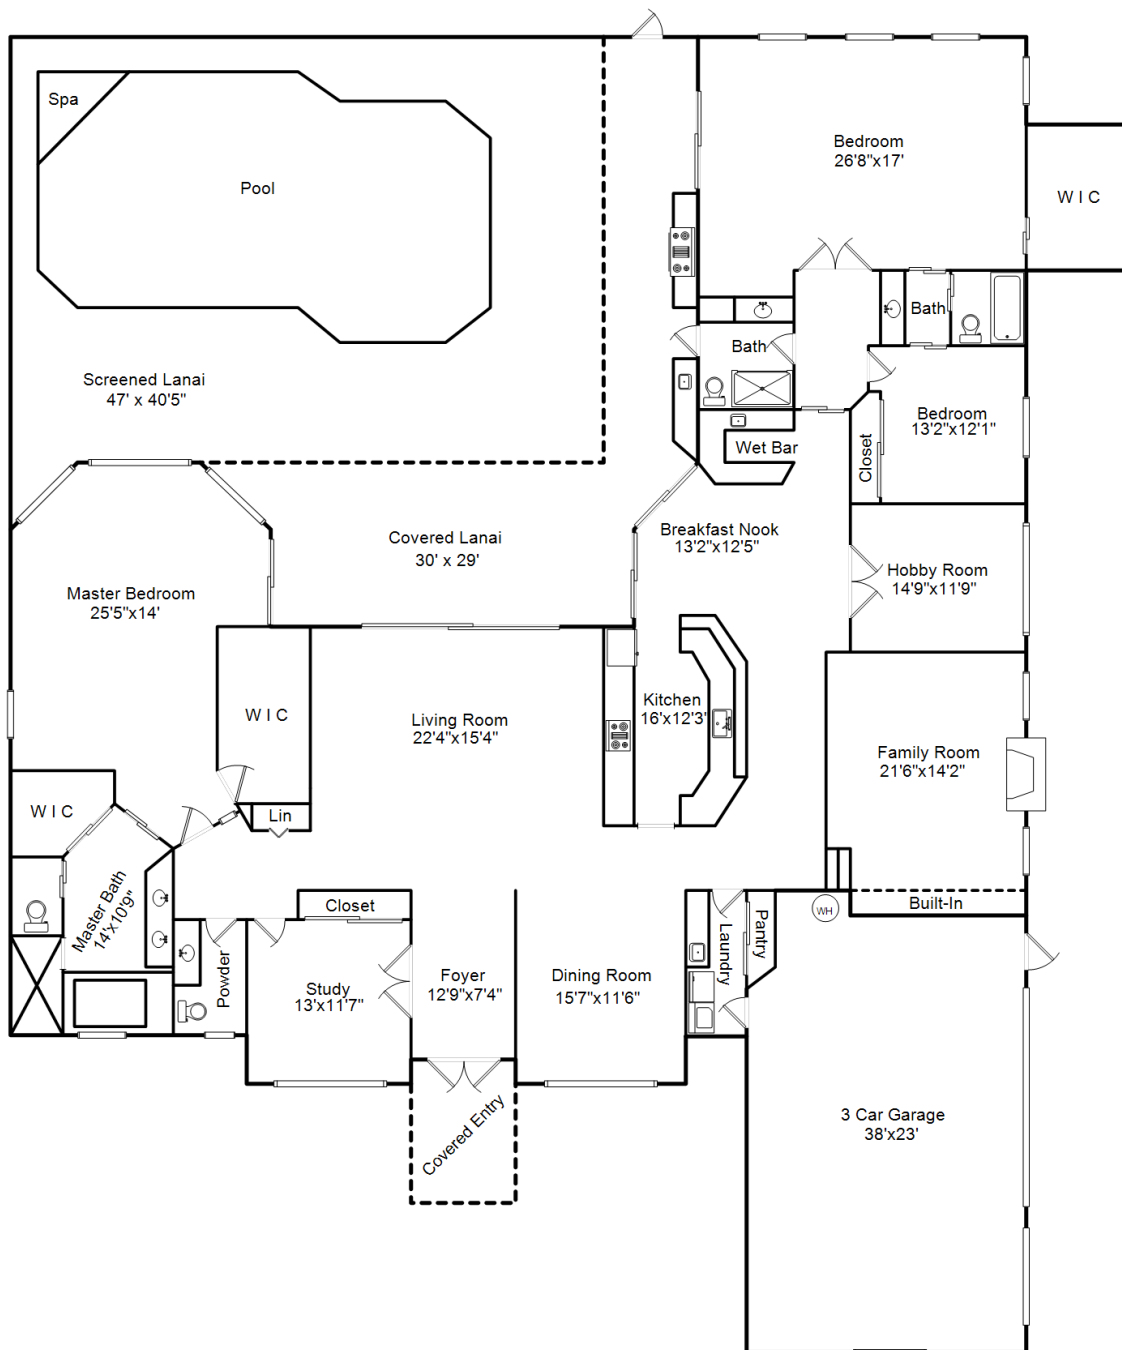 Spa
Pool
Bedroom
26'8"x17'
W I C
Bath
Bath
Screened Lanai
47' x 40'5"
Bedroom
13'2"x12'1"
Wet Bar
Closet
Covered Lanai
30' x 29'
Breakfast Nook
13'2"x12'5"
Hobby Room
14'9"x11'9"
Master Bedroom
25'5"x14'
W I C
Living Room
22'4"x15'4"
Kitchen
16'x12'3"
Family Room
21'6"x14'2"
W I C
Lin
Master Bath
14'x10'9"
Closet
Built-In
WH
Pantry
Laundry
Powder
Study
13'x11'7"
Foyer
12'9"x7'4"
Dining Room
15'7"x11'6"
Covered Entry
3 Car Garage
38'x23'